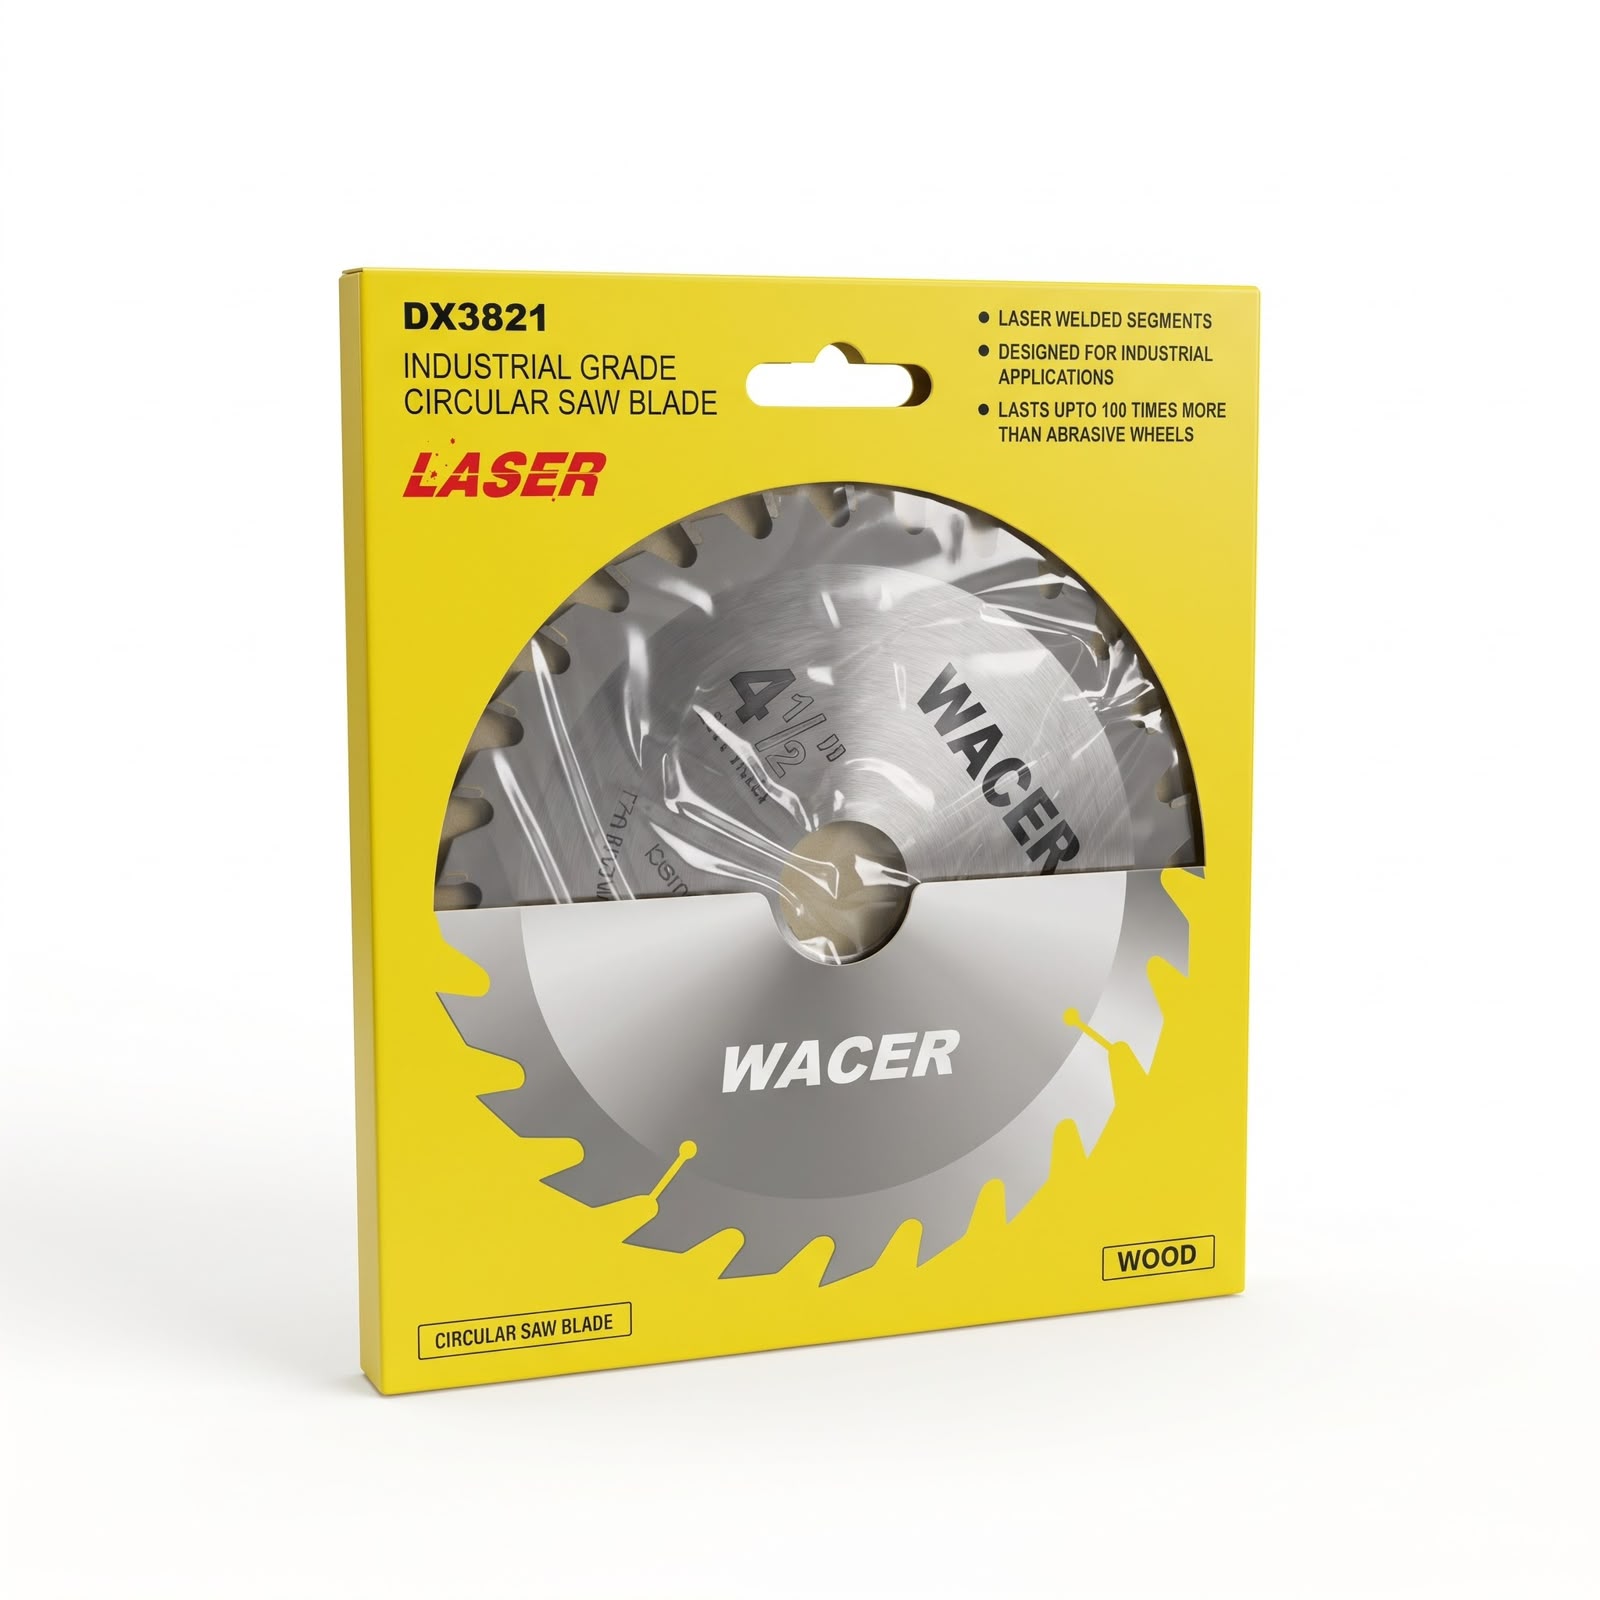 DX3821
INDUSTRIAL GRADE
CIRCULAR SAW BLADE
LASER
● LASER WELDED SEGMENTS
● DESIGNED FOR INDUSTRIAL
APPLICATIONS
● LASTS UPTO 100 TIMES MORE
THAN ABRASIVE WHEELS
4 1/2"
WACER
WACER
WOOD
CIRCULAR SAW BLADE